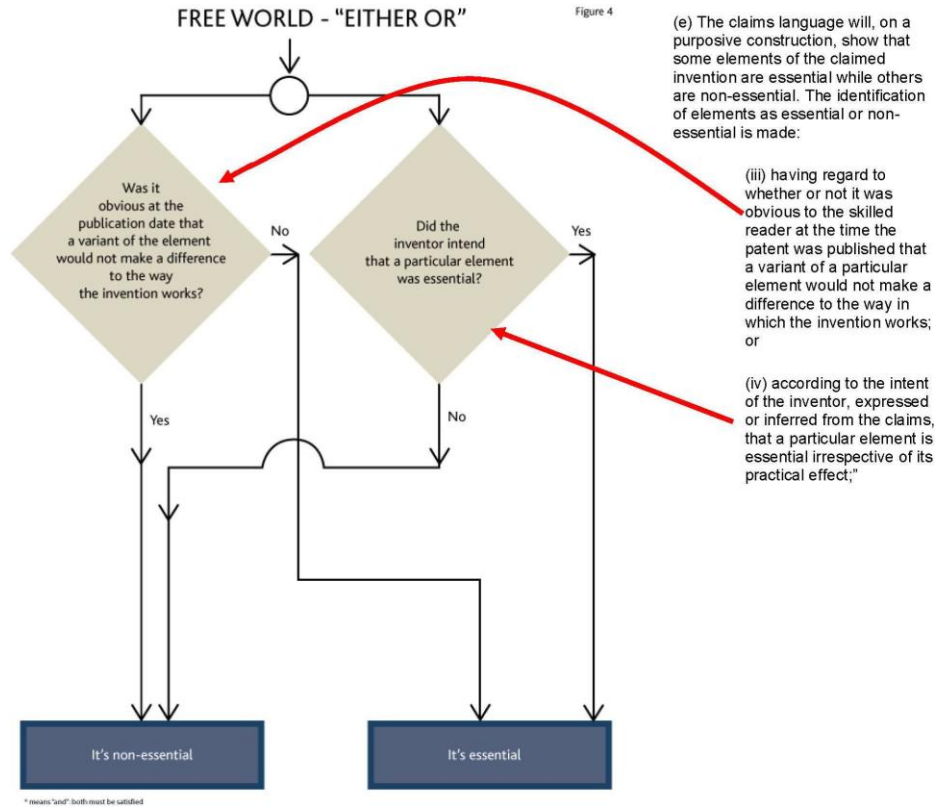 FREE WORLD - “EITHER OR”
Figure 4
(e) The claims language will, on a
purposive construction, show that
some elements of the claimed
invention are essential while others
are non-essential. The identification
of elements as essential or non-
essential is made:
(iii) having regard to
whether or not it was
obvious to the skilled
reader at the time the
patent was published that
a variant of a particular
element would not make a
difference to the way in
which the invention works;
or
(iv) according to the intent
of the inventor, expressed
or inferred from the claims,
that a particular element is
essential irrespective of its
practical effect;"
Was it
obvious at the
publication date that
a variant of the element
would not make a difference
to the way
the invention works?
No
Did the
inventor intend
that a particular element
was essential?
Yes
Yes
No
It's non-essential
It's essential
* means "and": both must be satisfied